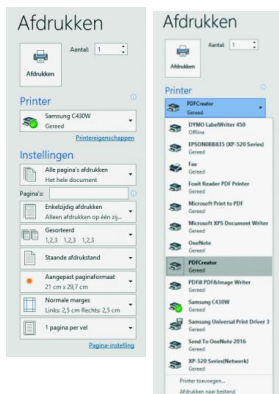 Afdrukken
Aantal: 1
Afdrukken
Printer
Samsung C430W
Gereed
Printereigenschappen
Instellingen
Alle pagina's afdrukken
Het hele document
Pagina's:
Enkelzijdig afdrukken
Alleen afdrukken op één zij...
Gesorteerd
1;2;3 1;2;3 1;2;3
Staande afdrukstand
Aangepast paginaformaat
21 cm x 29,7 cm
Normale marges
Links: 2,5 cm Rechts: 2,5 cm
1 pagina per vel
Pagina-instelling
Afdrukken
Aantal: 1
Afdrukken
Printer
PDFCreator
Gereed
DYMO LabelWriter 450
Offline
EPSONDEB835 (XP-520 Series)
Gereed
Fax
Gereed
Foxit Reader PDF Printer
Gereed
Microsoft Print to PDF
Gereed
Microsoft XPS Document Writer
Gereed
OneNote
Gereed
PDFCreator
Gereed
PDFill PDF&Image Writer
Gereed
Samsung C430W
Gereed
Samsung Universal Print Driver 3
Gereed
Send To OneNote 2016
Gereed
XP-520 Series(Network)
Gereed
Printer toevoegen...
Afdrukken naar bestand